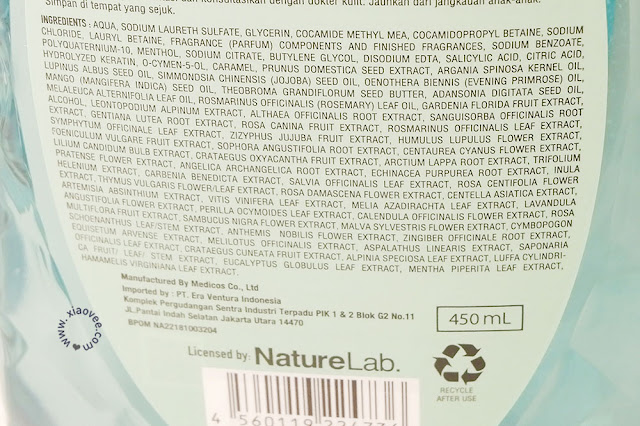 dan konsultasikan dengan dokter kulit. Jauhkan dari jangkauan anak-anak.
Simpan di tempat yang sejuk.
INGREDIENTS: AQUA, SODIUM LAURETH SULFATE, GLYCERIN, COCAMIDE METHYL MEA, COCAMIDOPROPYL BETAINE, SODIUM
CHLORIDE, LAURYL BETAINE, FRAGRANCE (PARFUM) COMPONENTS AND FINISHED FRAGRANCES, SODIUM BENZOATE,
POLYQUATERNIUM-10, MENTHOL, SODIUM CITRATE, BUTYLENE GLYCOL, DISODIUM EDTA, SALICYLIC ACID, CITRIC ACID,
HYDROLYZED KERATIN, O-CYMEN-5-OL, CARAMEL, PRUNUS DOMESTICA SEED EXTRACT, ARGANIA SPINOSA KERNEL OIL,
LUPINUS ALBUS SEED OIL, SIMMONDSIA CHINENSIS (JOJOBA) SEED OIL, OENOTHERA BIENNIS (EVENING PRIMROSE) OIL,
MANGO (MANGIFERA INDICA) SEED OIL, THEOBROMA GRANDIFLORUM SEED BUTTER, ADANSONIA DIGITATA SEED OIL,
MELALEUCA ALTERNIFOLIA LEAF OIL, ROSMARINUS OFFICINALIS (ROSEMARY) LEAF OIL, GARDENIA FLORIDA FRUIT EXTRACT,
ALCOHOL, LEONTOPODIUM ALPINUM EXTRACT, ALTHAEA OFFICINALIS ROOT EXTRACT, SANGUISORBA OFFICINALIS ROOT
EXTRACT, GENTIANA LUTEA ROOT EXTRACT, ROSA CANINA FRUIT EXTRACT, ROSMARINUS OFFICINALIS LEAF EXTRACT,
SYMPHYTUM OFFICINALE LEAF EXTRACT, ZIZYPHUS JUJUBA FRUIT EXTRACT, HUMULUS LUPULUS FLOWER EXTRACT,
FOENICULUM VULGARE FRUIT EXTRACT, SOPHORA ANGUSTIFOLIA ROOT EXTRACT, CENTAUREA CYANUS FLOWER EXTRACT,
LILIUM CANDIDUM BULB EXTRACT, CRATAEGUS OXYACANTHA FRUIT EXTRACT, ARCTIUM LAPPA ROOT EXTRACT, TRIFOLIUM
PRATENSE FLOWER EXTRACT, ANGELICA ARCHANGELICA ROOT EXTRACT, ECHINACEA PURPUREA ROOT EXTRACT, INULA
HELENIUM EXTRACT, CARBENIA BENEDICTA EXTRACT, SALVIA OFFICINALIS LEAF EXTRACT, ROSA CENTIFOLIA FLOWER
EXTRACT, THYMUS VULGARIS FLOWER/LEAF EXTRACT, ROSA DAMASCENA FLOWER EXTRACT, CENTELLA ASIATICA EXTRACT,
ARTEMISIA ABSINTHIUM EXTRACT, VITIS VINIFERA LEAF EXTRACT, MELIA AZADIRACHTA LEAF EXTRACT, LAVANDULA
ANGUSTIFOLIA FLOWER EXTRACT, PERILLA OCYMOIDES LEAF EXTRACT, CALENDULA OFFICINALIS FLOWER EXTRACT, ROSA
MULTIFLORA FRUIT EXTRACT, SAMBUCUS NIGRA FLOWER EXTRACT, MALVA SYLVESTRIS FLOWER EXTRACT, CYMBOPOGON
SCHOENANTHUS LEAF/STEM EXTRACT, ANTHEMIS NOBILIS FLOWER EXTRACT, ZINGIBER OFFICINALE ROOT EXTRACT,
EQUISETUM ARVENSE EXTRACT, MELILOTUS OFFICINALIS EXTRACT, ASPALATHUS LINEARIS EXTRACT, SAPONARIA
OFFICINALIS LEAF EXTRACT, CRATAEGUS CUNEATA FRUIT EXTRACT, ALPINIA SPECIOSA LEAF EXTRACT, LUFFA CYLINDRI-
CA FRUIT/ LEAF/ STEM EXTRACT, EUCALYPTUS GLOBULUS LEAF EXTRACT, MENTHA PIPERITA LEAF EXTRACT,
HAMAMELIS VIRGINIANA LEAF EXTRACT.
Manufactured By Medicos Co., Ltd
Imported by : PT. Era Ventura Indonesia
Komplek Pergudangan Sentra Industri Terpadu PIK 1 & 2 Blok G2 No.11
JL.Pantai Indah Selatan Jakarta Utara 14470
BPOM NA22181003204
450 mL
Licensed by: NatureLab.
RECYCLE
AFTER USE
www.xiaovee.com